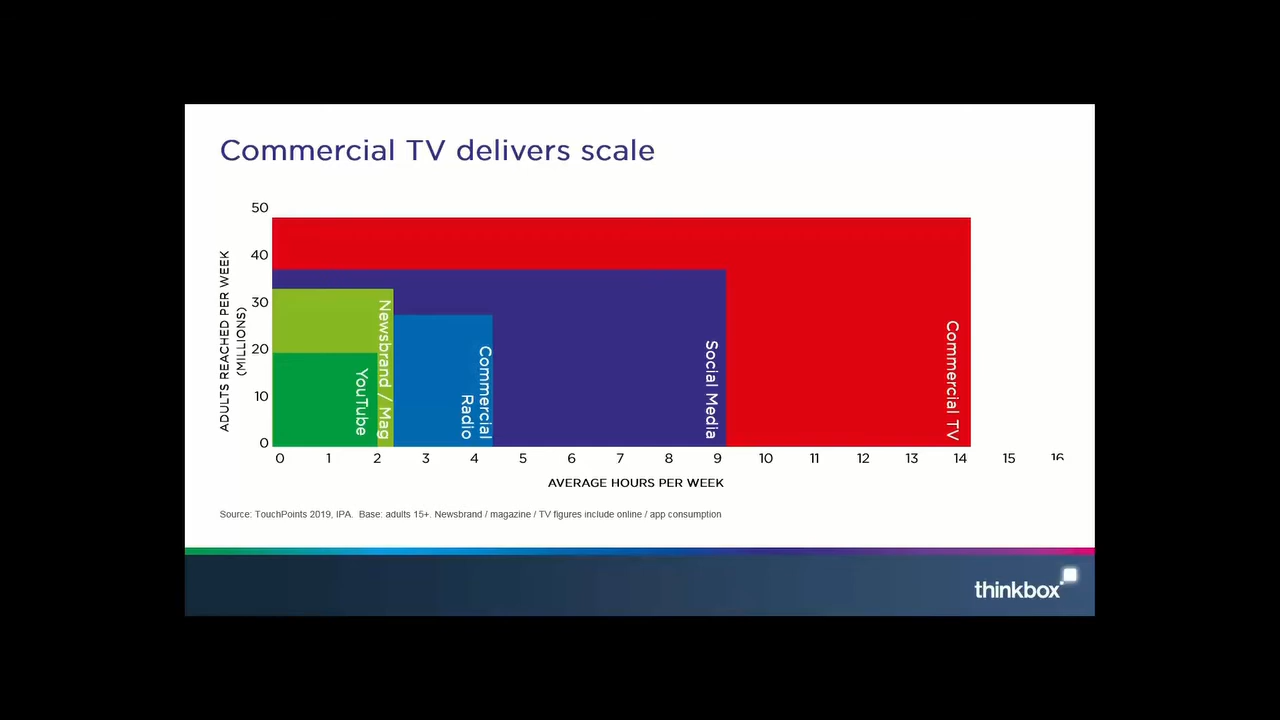 Commercial TV delivers scale
ADULTS REACHED PER WEEK
(MILLIONS)
50
40
30
20
10
0
YouTube
Newsbrand / Mag
Commercial
Radio
Social Media
Commercial TV
0 1 2 3 4 5 6 7 8 9 10 11 12 13 14 15 16
AVERAGE HOURS PER WEEK
Source: TouchPoints 2019, IPA. Base: adults 15+. Newsbrand / magazine / TV figures include online / app consumption
thinkbox